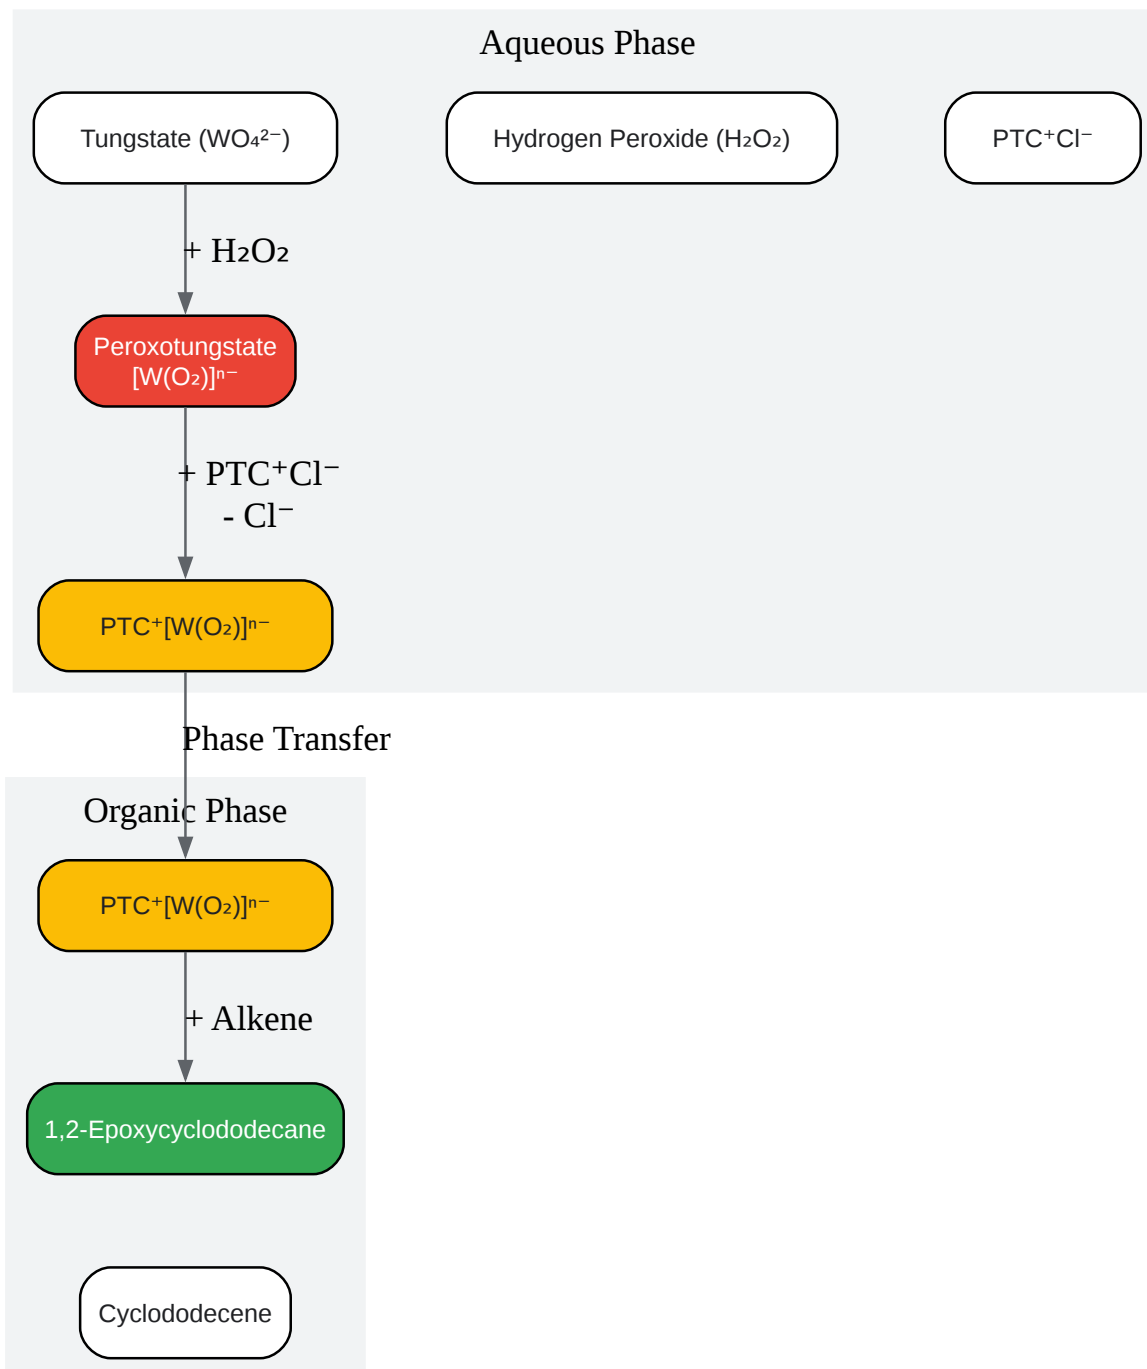 Aqueous Phase
Tungstate (WO₄²⁻)
Hydrogen Peroxide (H₂O₂)
PTC⁺Cl⁻
+ H₂O₂
Peroxotungstate
[W(O₂)]ⁿ⁻
+ PTC⁺Cl⁻
- Cl⁻
PTC⁺[W(O₂)]ⁿ⁻
Phase Transfer
Organic Phase
PTC⁺[W(O₂)]ⁿ⁻
+ Alkene
1,2-Epoxycyclododecane
Cyclododecene